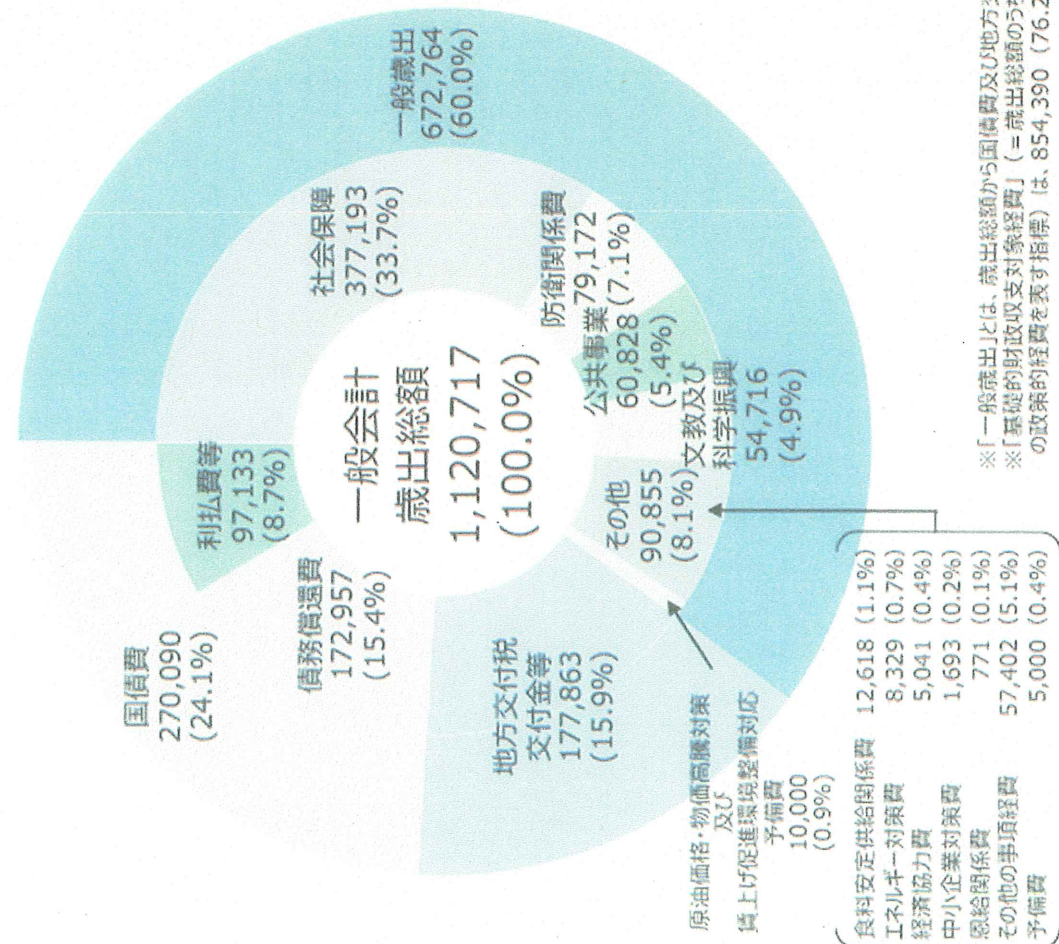 一般会計
歳出総額
1,120,717
(100.0%)
一般歳出
672,764
(60.0%)
社会保障
377,193
(33.7%)
防衛関係費
79,172
(7.1%)
公共事業
60,828
(5.4%)
文教及び
科学振興
54,716
(4.9%)
その他
90,855
(8.1%)
食料安定供給関係費 12,618 (1.1%)
エネルギー対策費 8,329 (0.7%)
経済協力費 5,041 (0.4%)
中小企業対策費 1,693 (0.2%)
恩給関係費 771 (0.1%)
その他の事項経費 57,402 (5.1%)
予備費 5,000 (0.4%)
原油価格・物価高騰対策
及び
賃上げ促進環境整備対応
予備費
10,000
(0.9%)
地方交付税
交付金等
177,863
(15.9%)
国債費
270,090
(24.1%)
債務償還費
172,957
(15.4%)
利払費等
97,133
(8.7%)
※「一般歳出」とは、歳出総額から国債費及び地方
※「基礎的財政収支対象経費」(=歳出総額のうち
の政策的経費を表す指標)は、854,390 (76.2